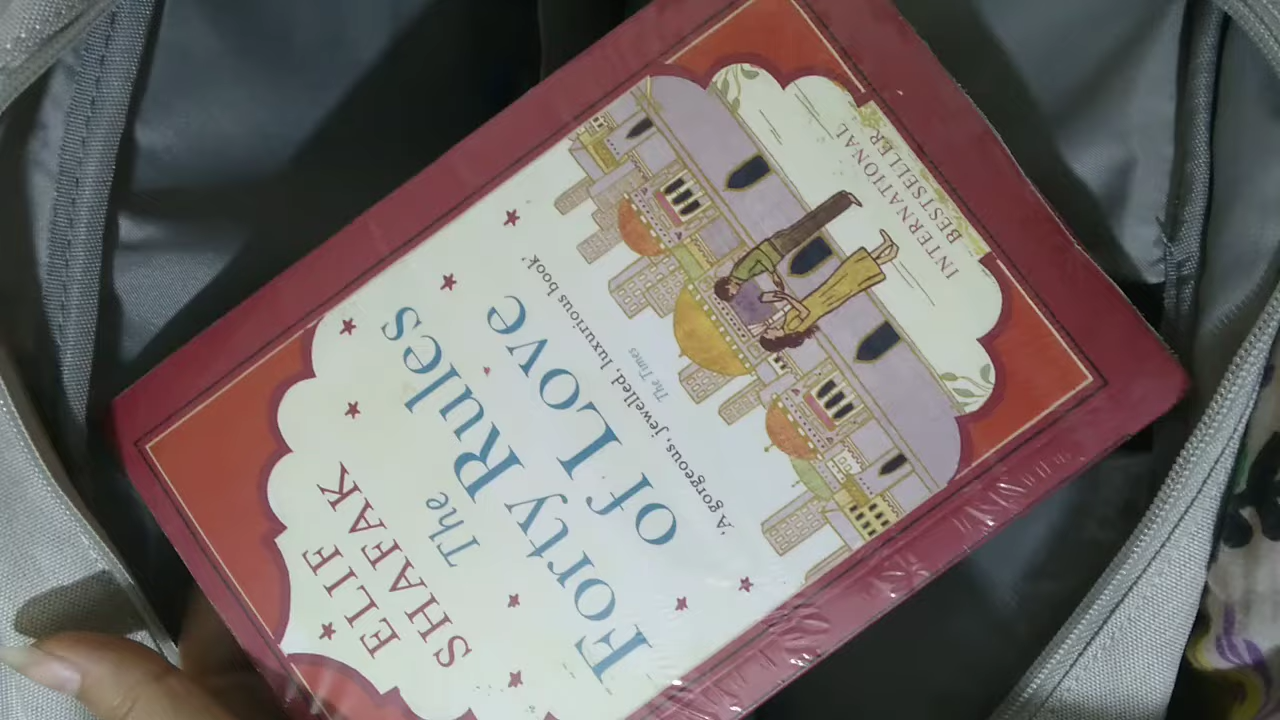 ELIF
SHAFAK
The
Forty Rules
of Love
'A gorgeous, jewelled, luxurious book'
The Times
INTERNATIONAL
BESTSELLER